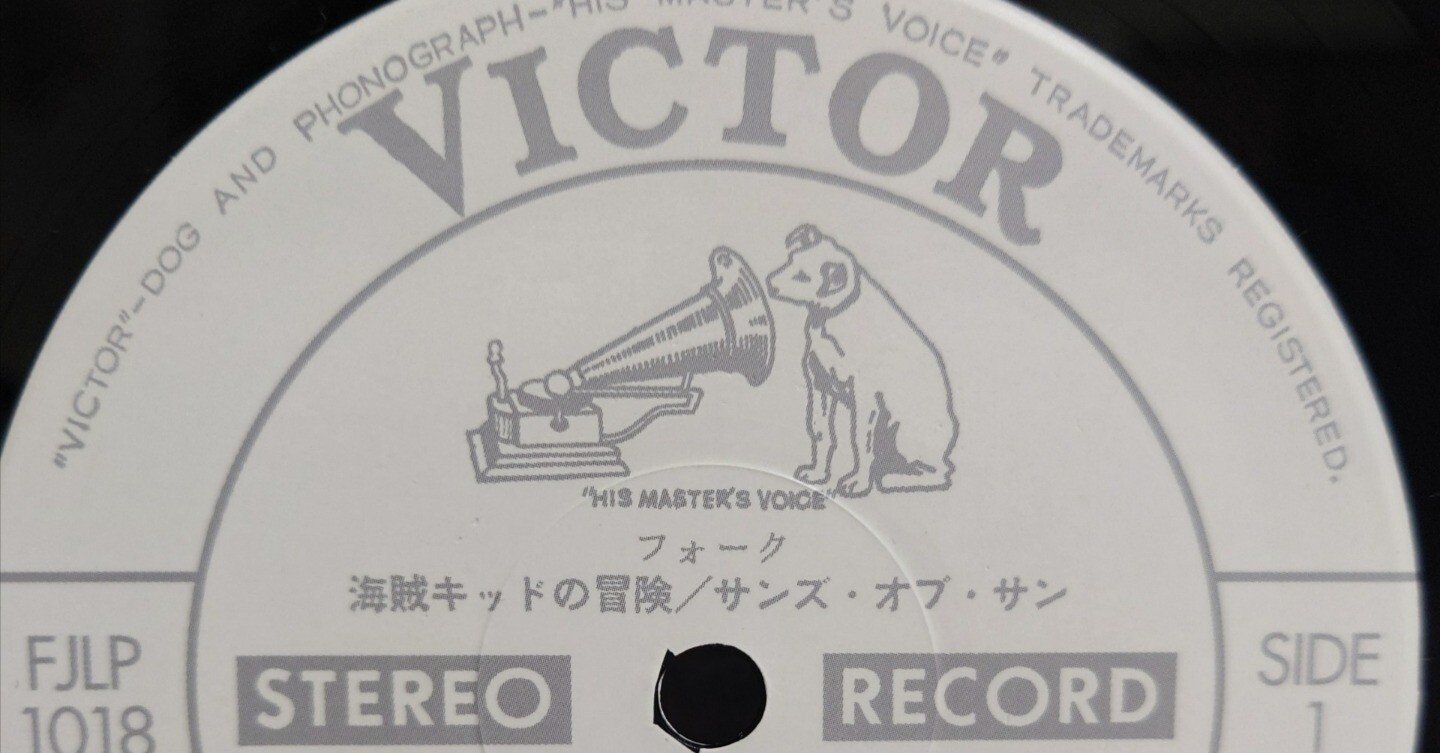 "VICTOR"-DOG AND PHONOGRAPH-"HIS MASTER'S VOICE" TRADEMARKS REGISTERED.
VICTOR
"HIS MASTER'S VOICE"
フォーク
海賊キッドの冒険／サンズ・オブ・サン
FJLP
1018
STEREO
RECORD
SIDE
1